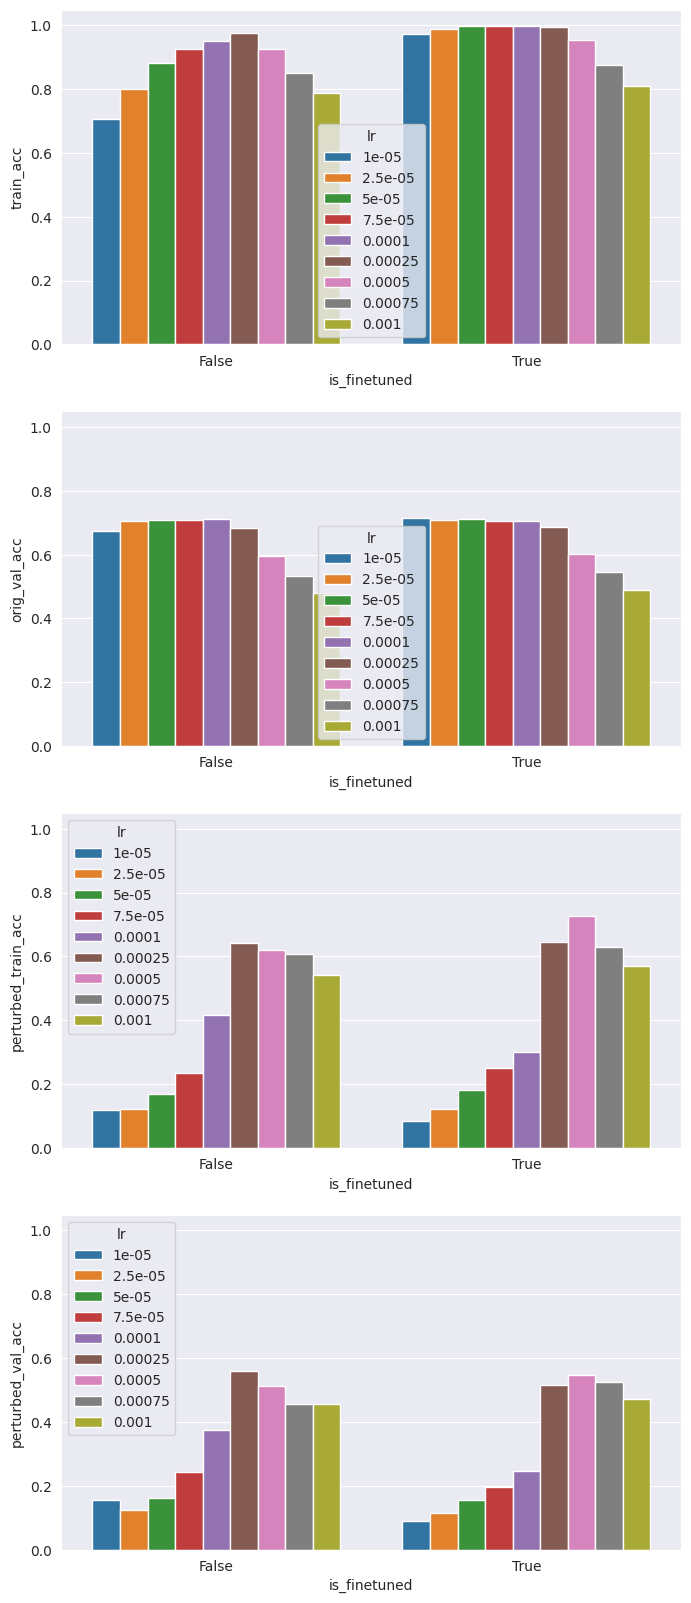 1.0
0.8
0.6
0.4
0.2
0.0
train_acc
lr
1e-05
2.5e-05
5e-05
7.5e-05
0.0001
0.00025
0.0005
0.00075
0.001
False
True
is_finetuned
1.0
0.8
0.6
0.4
0.2
0.0
orig_val_acc
lr
1e-05
2.5e-05
5e-05
7.5e-05
0.0001
0.00025
0.0005
0.00075
0.001
False
True
is_finetuned
1.0
0.8
0.6
0.4
0.2
0.0
perturbed_train_acc
lr
1e-05
2.5e-05
5e-05
7.5e-05
0.0001
0.00025
0.0005
0.00075
0.001
False
True
is_finetuned
1.0
0.8
0.6
0.4
0.2
0.0
perturbed_val_acc
lr
1e-05
2.5e-05
5e-05
7.5e-05
0.0001
0.00025
0.0005
0.00075
0.001
False
True
is_finetuned